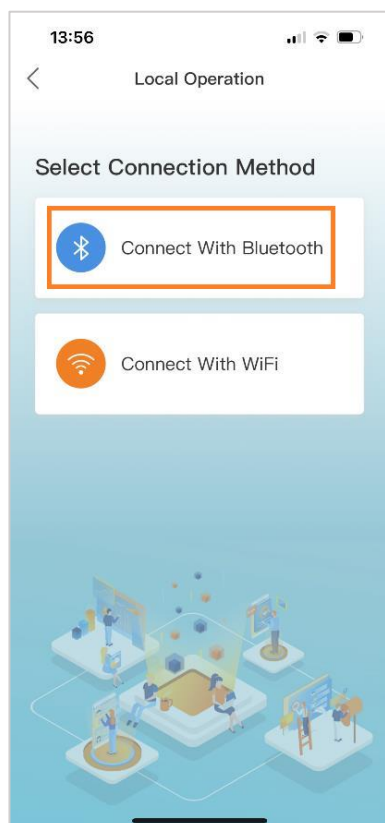 13:56
Local Operation
Select Connection Method
Connect With Bluetooth
Connect With WiFi